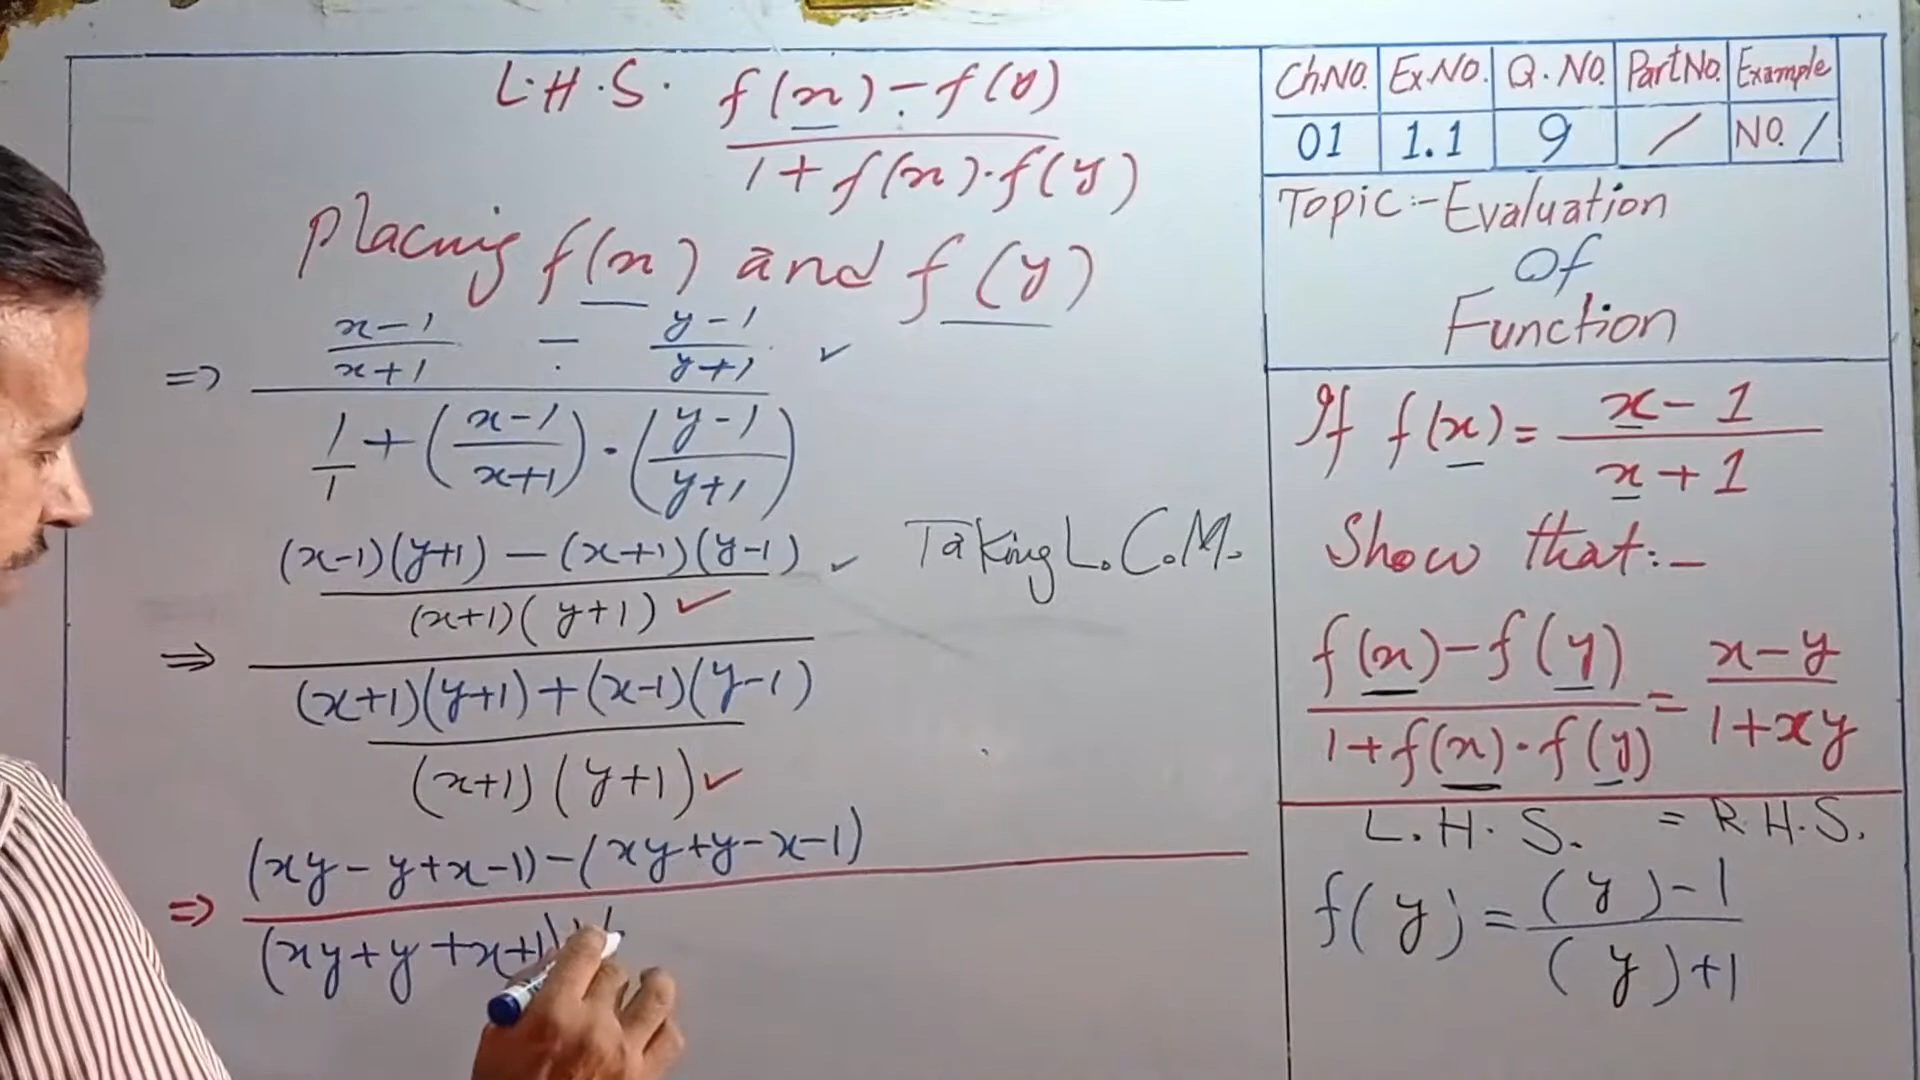 L.H.S. f(x) - f(y)
1 + f(x).f(y)
Placing f(x) and f(y)
=> x-1 / x+1 - y-1 / y+1 ✓
1/1 + (x-1 / x+1) . (y-1 / y+1)
(x-1)(y+1) - (x+1)(y-1) ✓ Taking L.C.M.
(x+1)(y+1) ✓
=>
(x+1)(y+1) + (x-1)(y-1)
(x+1)(y+1) ✓
(xy-y+x-1)-(xy+y-x-1)
=>
(xy+y+x+1)
Ch.NO. Ex.NO. Q.NO. Part NO. Example
01 1.1 9 / NO. /
Topic:- Evaluation
Of
Function
If f(x) = x-1 / x+1
Show that:-
f(x)-f(y) / 1+f(x).f(y) = x-y / 1+xy
L.H.S. = R.H.S.
f(y) = (y)-1 / (y)+1